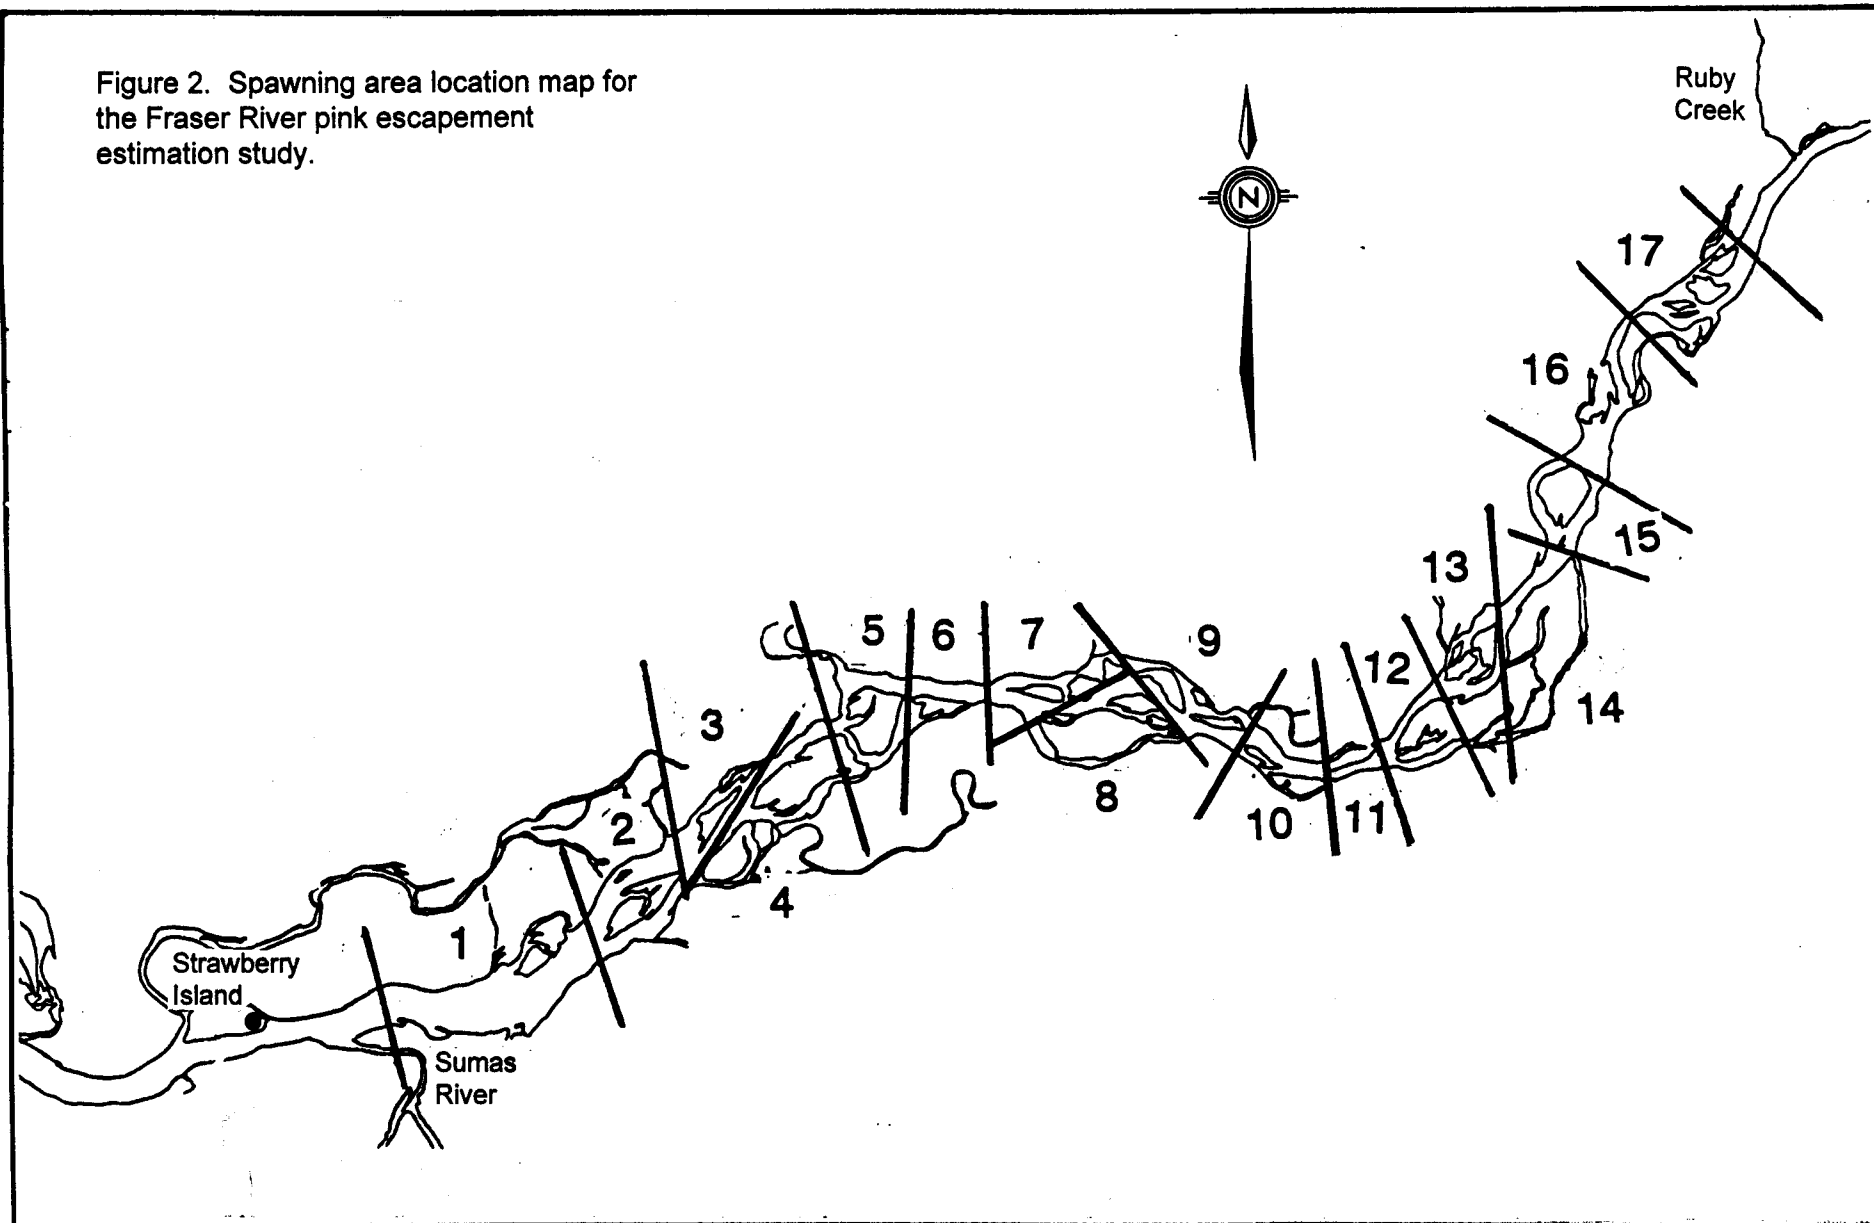 Figure 2. Spawning area location map for
the Fraser River pink escapement
estimation study.
Ruby
Creek
N
17
16
15
13
5
6
7
9
12
14
3
8
10
11
2
4
1
Strawberry
Island
Sumas
River